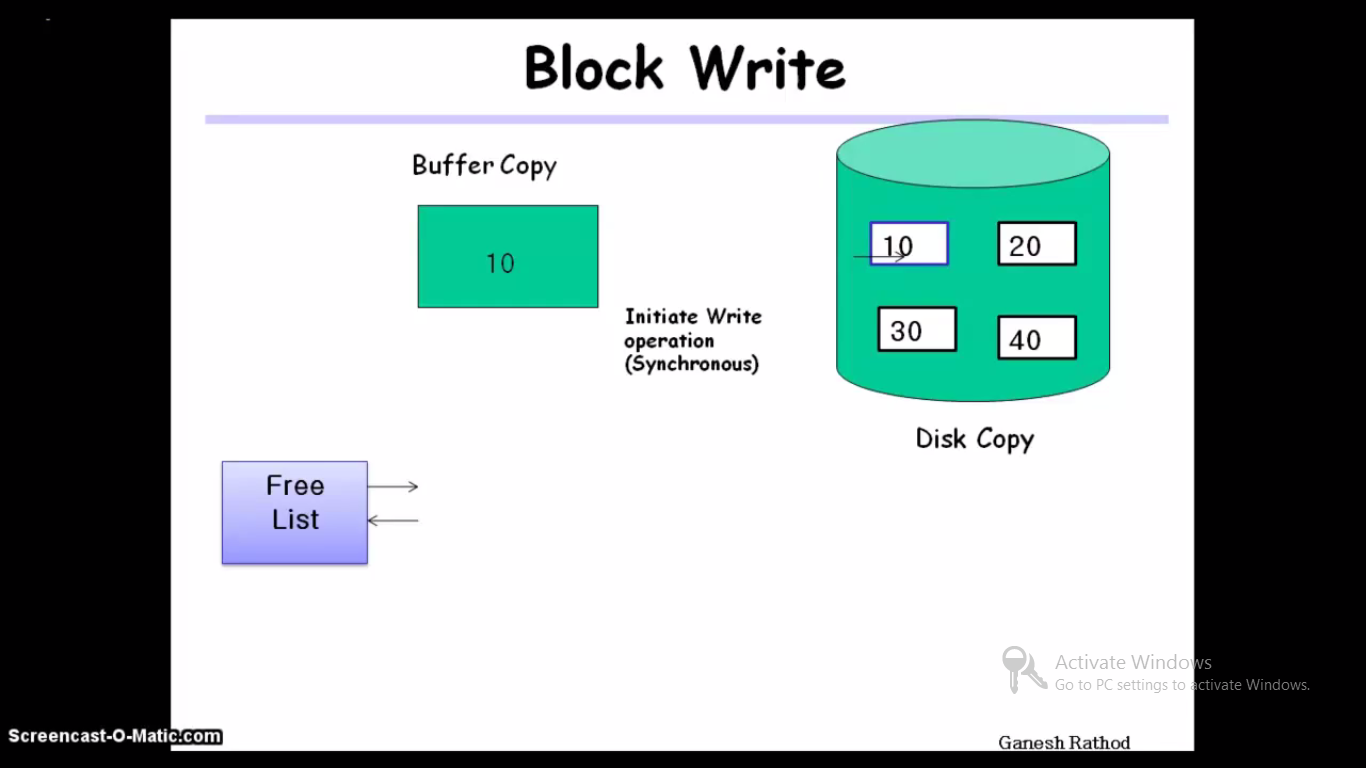 Block Write
Buffer Copy
10
10
20
30
40
Initiate Write
operation
(Synchronous)
Disk Copy
Free
List
Activate Windows
Go to PC settings to activate Windows.
Screencast-O-Matic.com
Ganesh Rathod